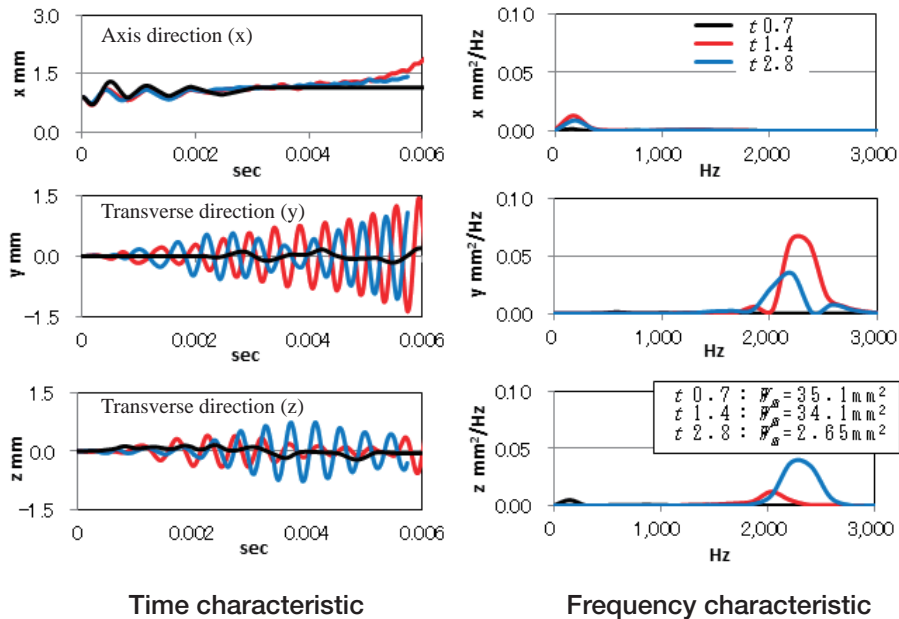 3.0
1.5
0.0
x mm
Axis direction (x)
0 0.002 0.004 0.006
sec
0.10
0.05
0.00
x mm²/Hz
t 0.7
t 1.4
t 2.8
0 1,000 2,000 3,000
Hz
1.5
0.0
−1.5
y mm
Transverse direction (y)
0 0.002 0.004 0.006
sec
0.10
0.05
0.00
y mm²/Hz
0 1,000 2,000 3,000
Hz
1.5
0.0
−1.5
z mm
Transverse direction (z)
0 0.002 0.004 0.006
sec
0.10
0.05
0.00
z mm²/Hz
t 0.7 : Wₐ=35.1mm²
t 1.4 : Wₐ=34.1mm²
t 2.8 : Wₐ=2.65mm²
0 1,000 2,000 3,000
Hz
Time characteristic
Frequency characteristic